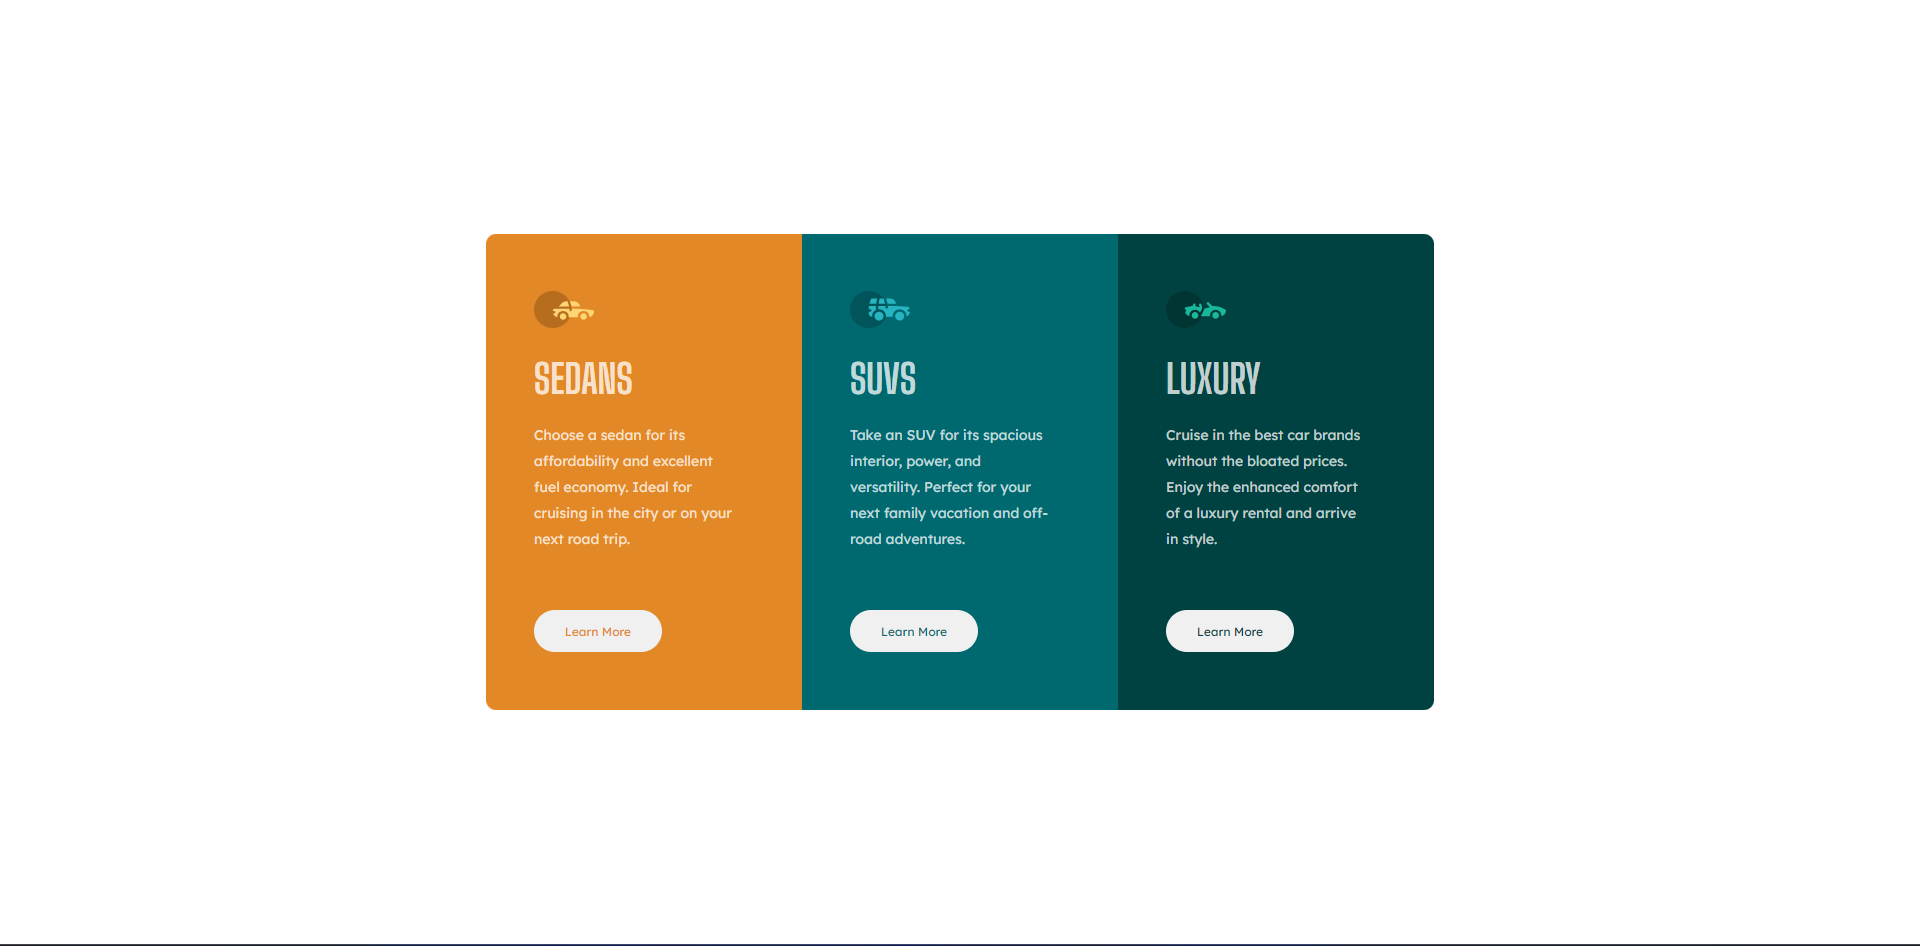 SEDANS
Choose a sedan for its
affordability and excellent
fuel economy. Ideal for
cruising in the city or on your
next road trip.
Learn More
SUVS
Take an SUV for its spacious
interior, power, and
versatility. Perfect for your
next family vacation and off-
road adventures.
Learn More
LUXURY
Cruise in the best car brands
without the bloated prices.
Enjoy the enhanced comfort
of a luxury rental and arrive
in style.
Learn More